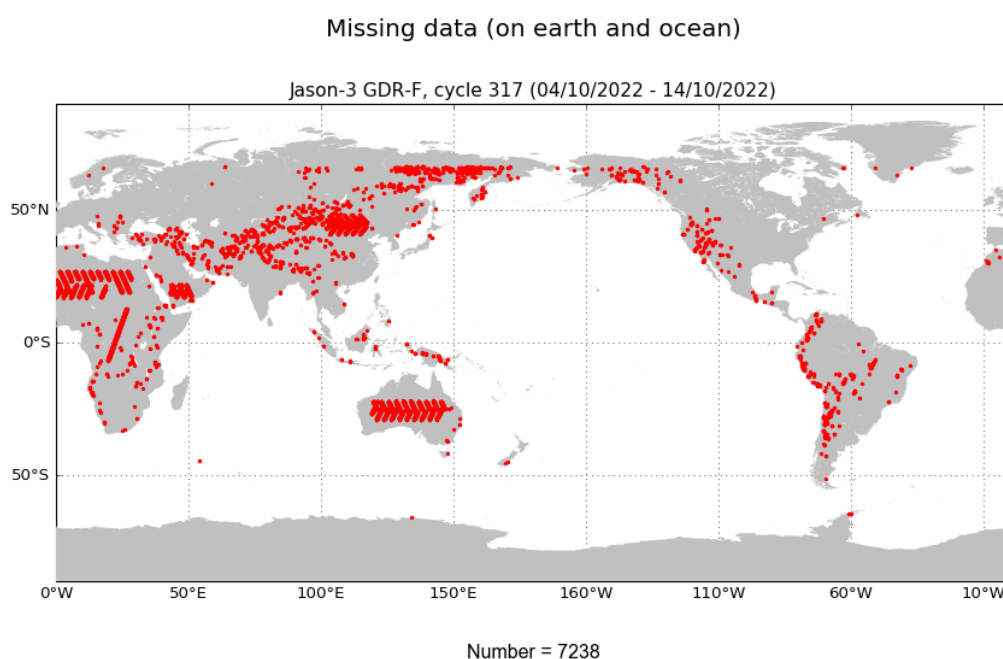 Missing data (on earth and ocean)
Jason-3 GDR-F, cycle 317 (04/10/2022 - 14/10/2022)
50°N
0°S
50°S
0°W 50°E 100°E 150°E 160°W 110°W 60°W 10°W
Number = 7238